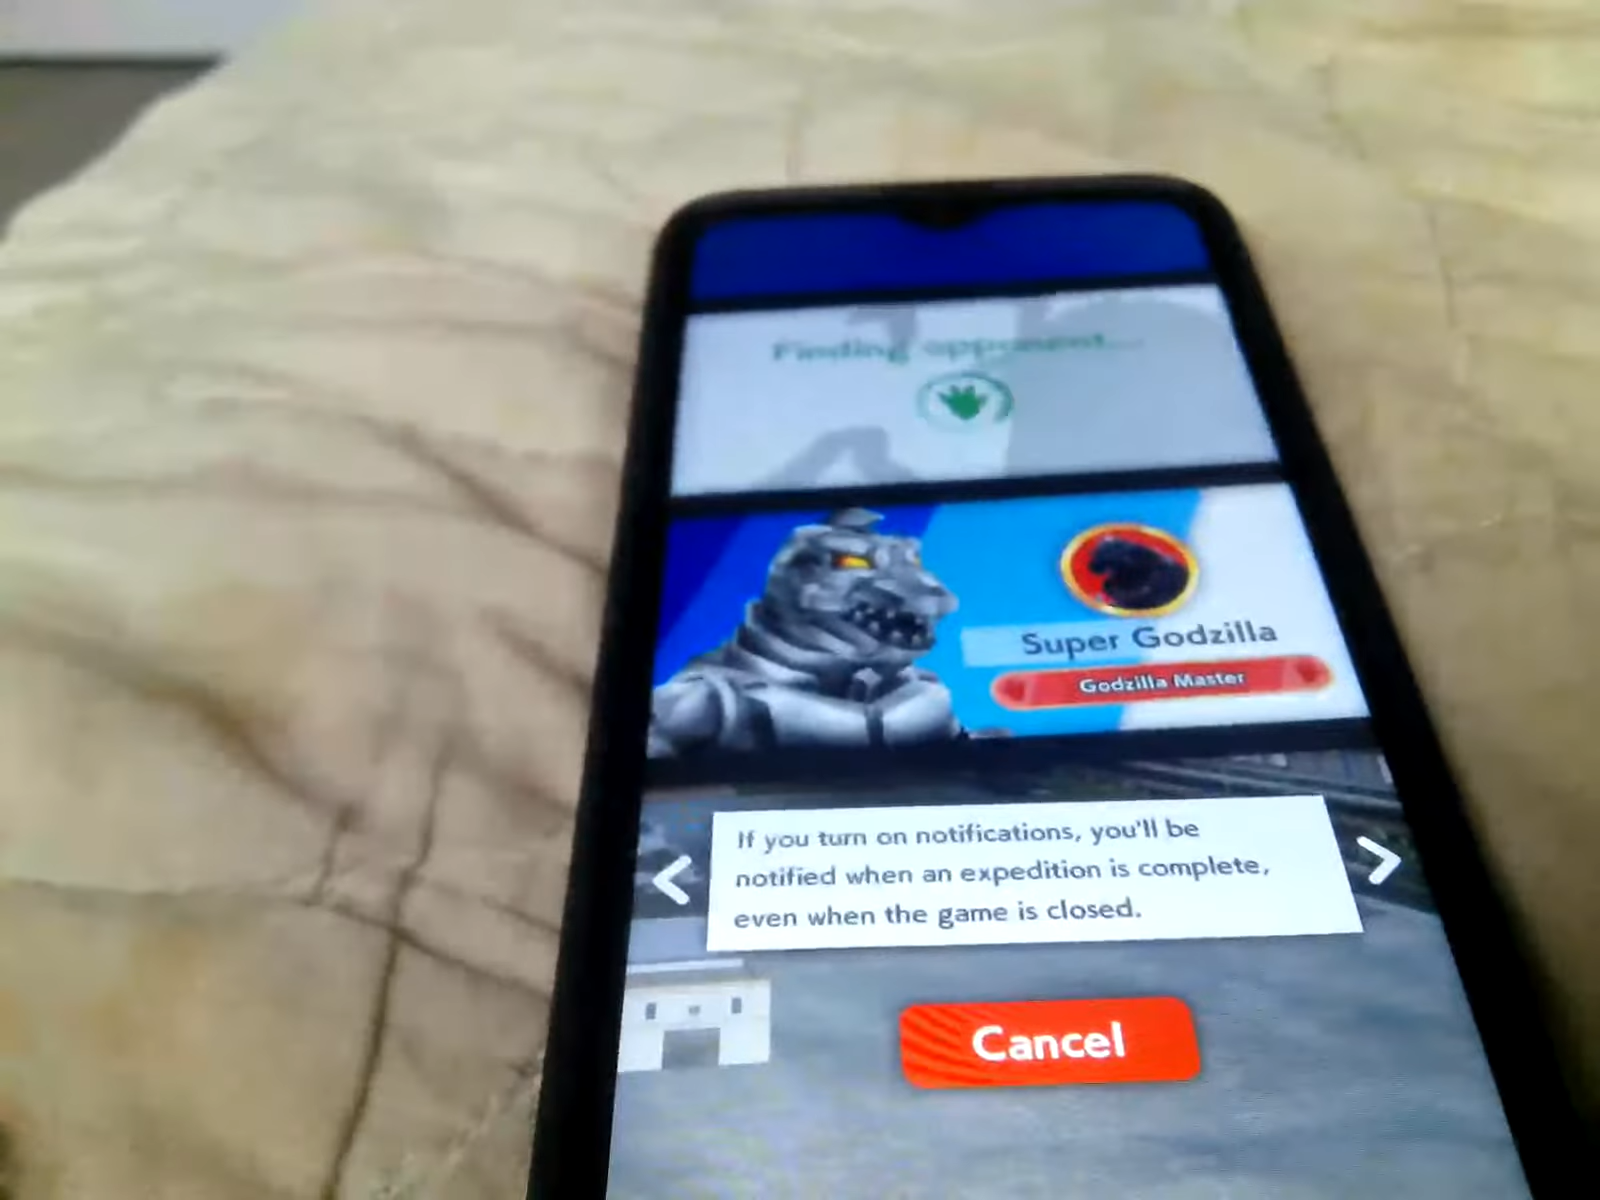 Finding opponent...
Super Godzilla
Godzilla Master
If you turn on notifications, you'll be
notified when an expedition is complete,
even when the game is closed.
Cancel